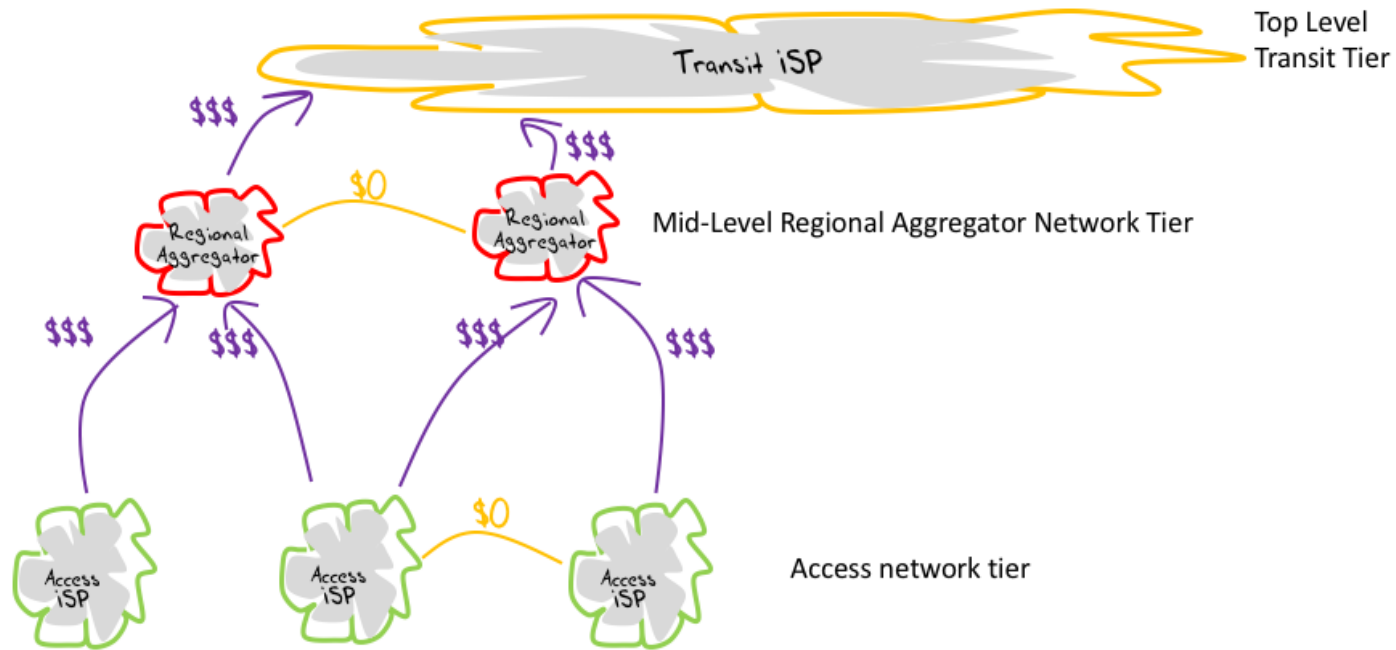 Top Level
Transit Tier
Transit iSP
$$$
$$$
$0
Regional
Aggregator
Regional
Aggregator
Mid-Level Regional Aggregator Network Tier
$$$
$$$
$$$
$$$
$0
Access
iSP
Access
iSP
Access
iSP
Access network tier